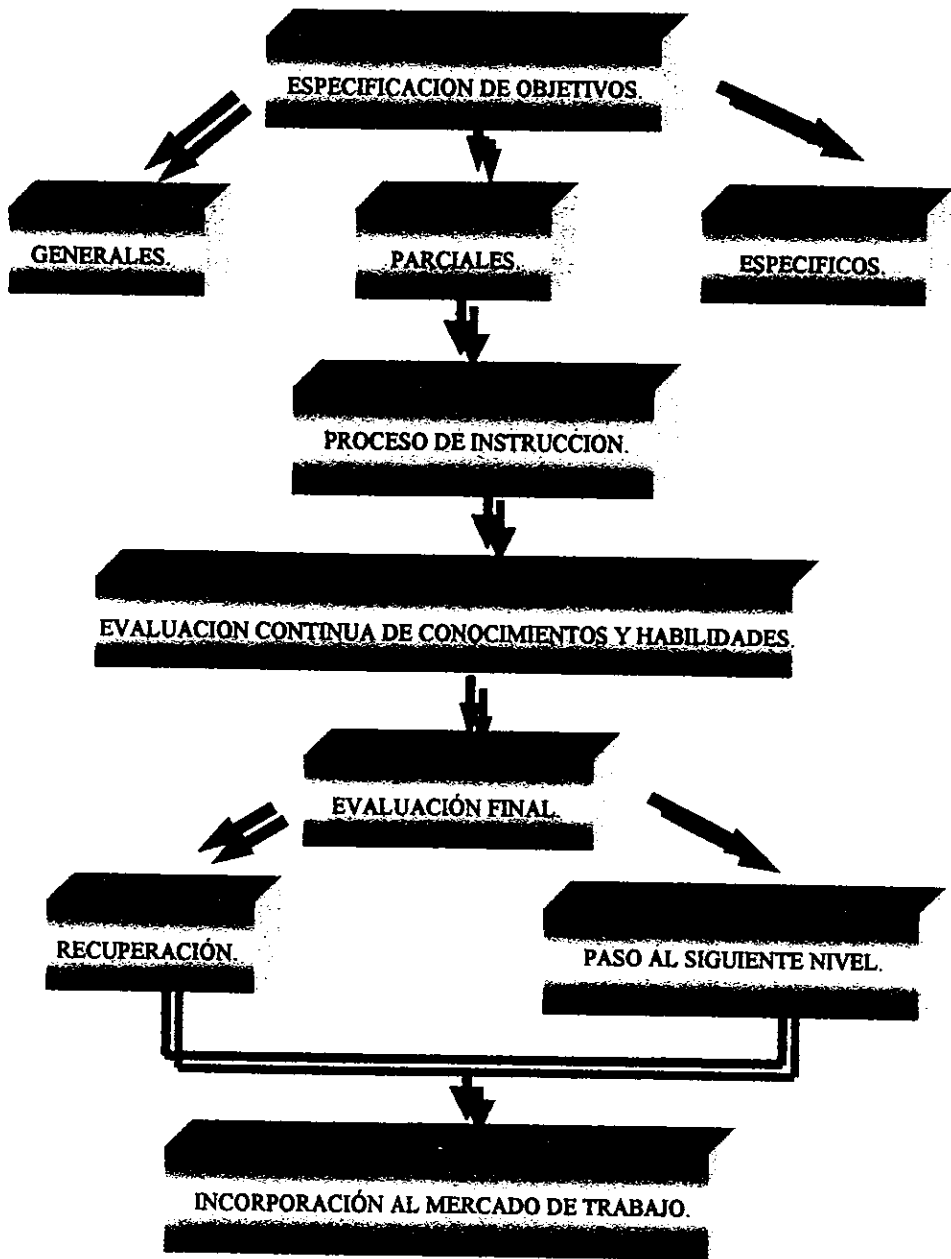 ESPECIFICACION DE OBJETIVOS.
GENERALES.
PARCIALES.
ESPECIFICOS.
PROCESO DE INSTRUCCION.
EVALUACION CONTINUA DE CONOCIMIENTOS Y HABILIDADES.
EVALUACIÓN FINAL.
RECUPERACIÓN.
PASO AL SIGUIENTE NIVEL.
INCORPORACIÓN AL MERCADO DE TRABAJO.